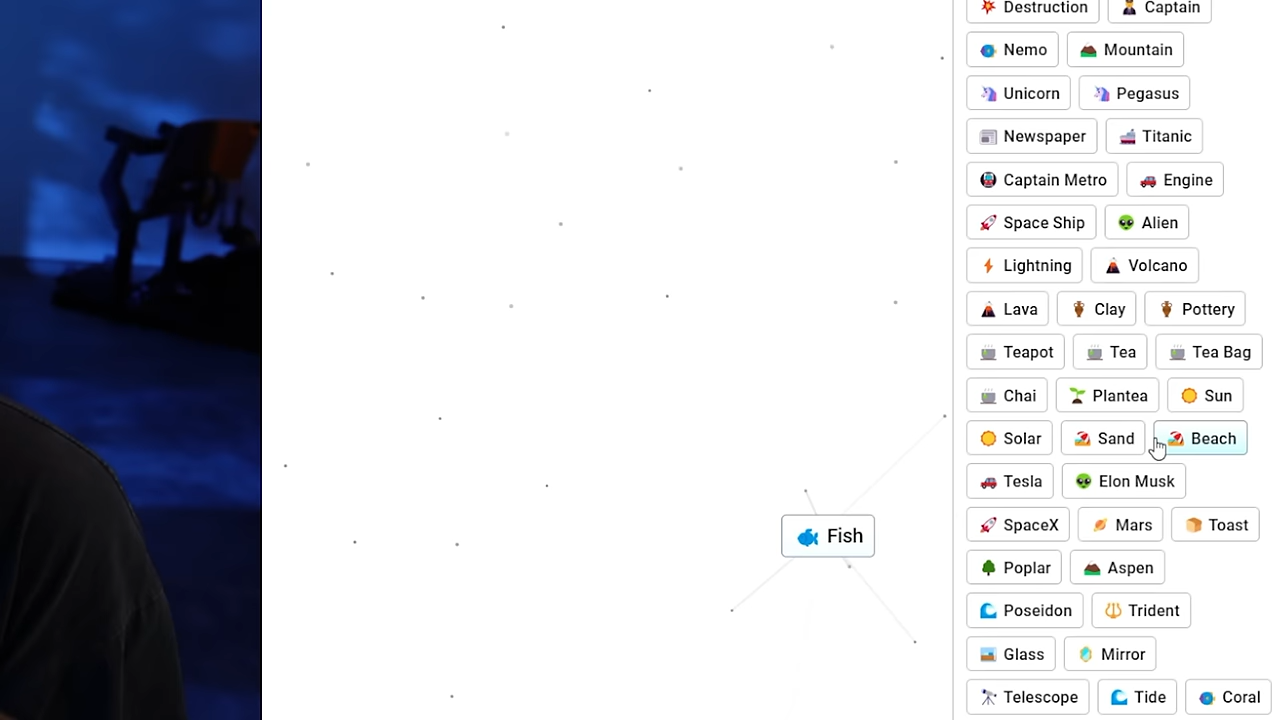 Destruction Captain
Nemo Mountain
Unicorn Pegasus
Newspaper Titanic
Captain Metro Engine
Space Ship Alien
Lightning Volcano
Lava Clay Pottery
Teapot Tea Tea Bag
Chai Plantea Sun
Solar Sand Beach
Tesla Elon Musk
Fish
SpaceX Mars Toast
Poplar Aspen
Poseidon Trident
Glass Mirror
Telescope Tide Coral